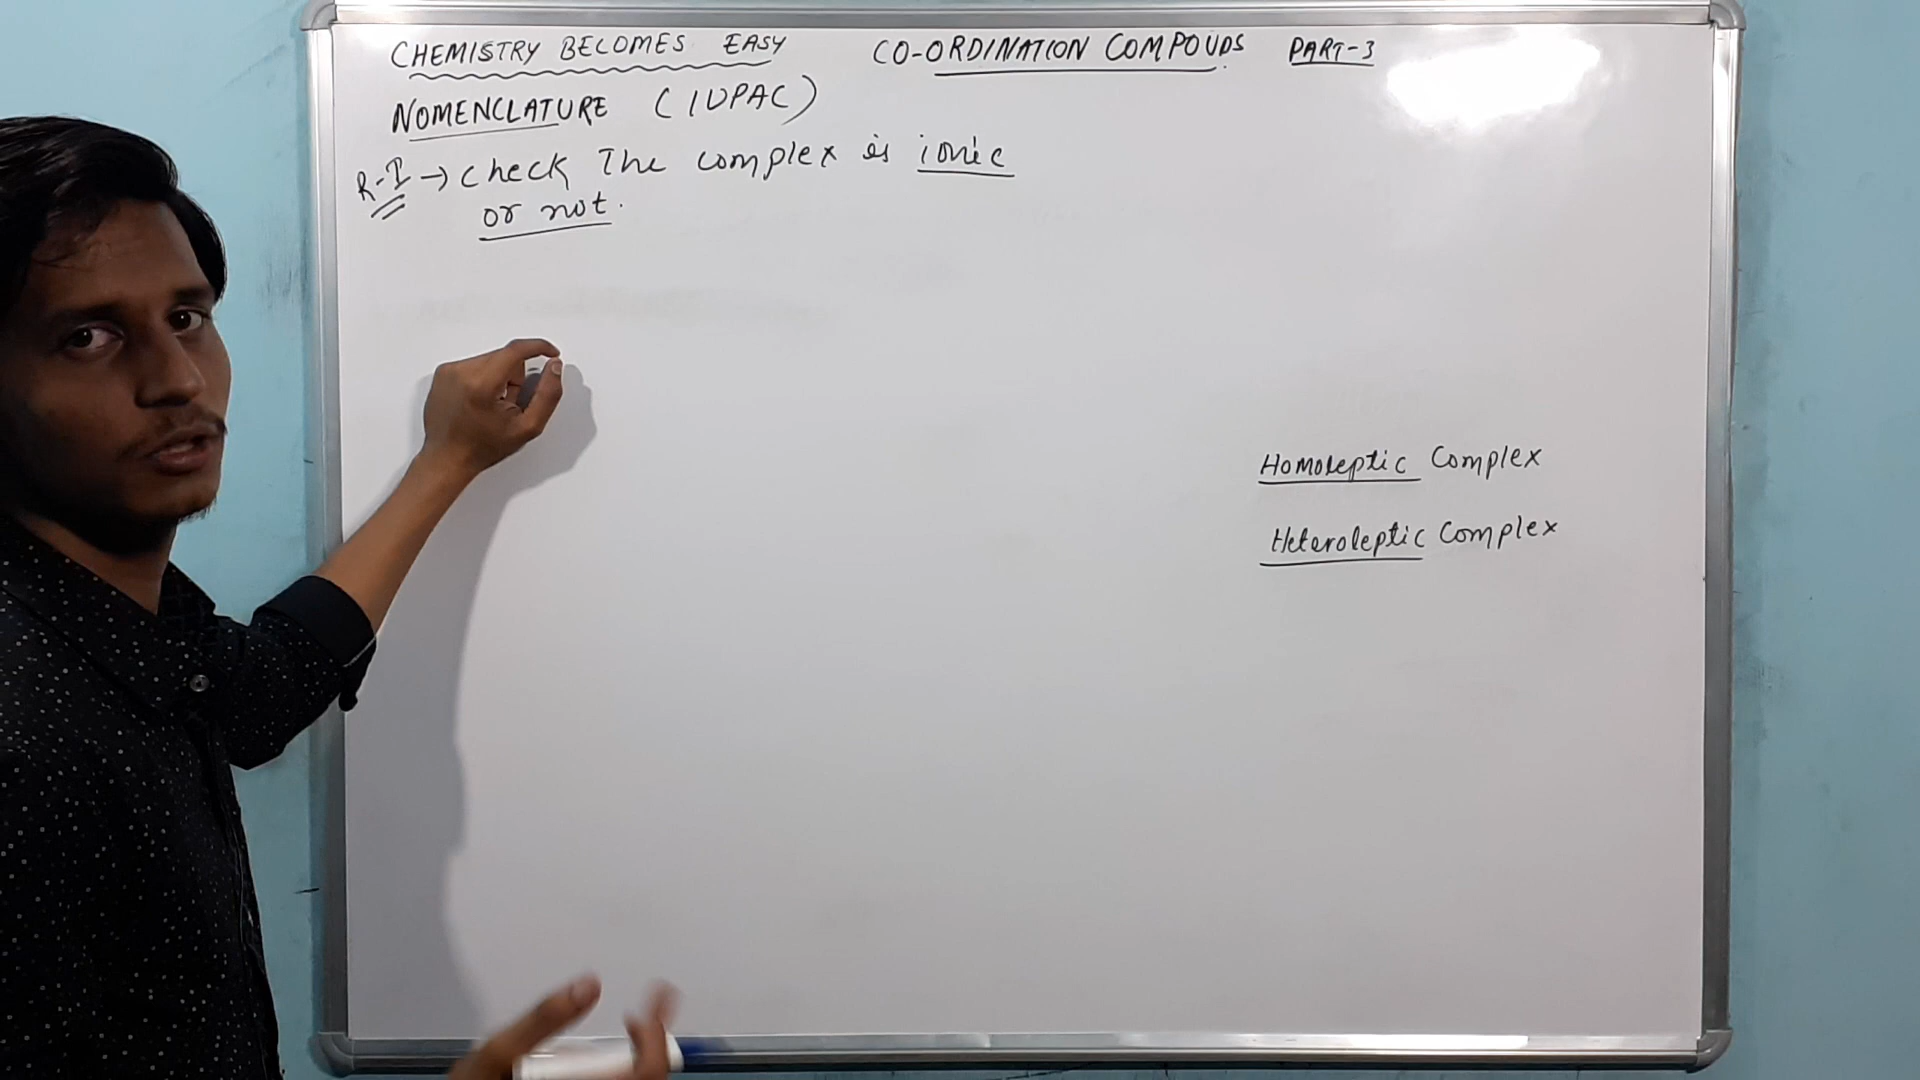 CHEMISTRY BECOMES EASY CO-ORDINATION COMPOUDS PART-3
NOMENCLATURE (IUPAC)
R-I → check The complex is ionic
or not.
Homoleptic Complex
Heteroleptic Complex